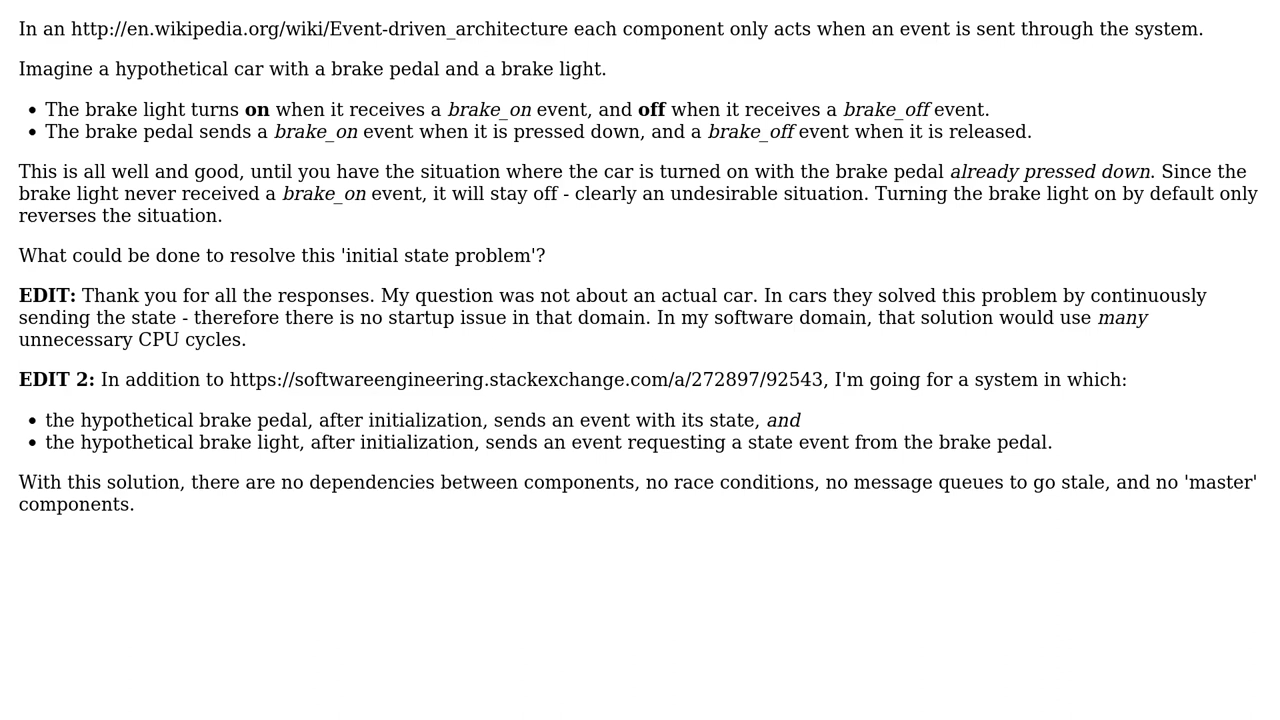 In an http://en.wikipedia.org/wiki/Event-driven_architecture each component only acts when an event is sent through the system.
Imagine a hypothetical car with a brake pedal and a brake light.
• The brake light turns on when it receives a brake_on event, and off when it receives a brake_off event.
• The brake pedal sends a brake_on event when it is pressed down, and a brake_off event when it is released.
This is all well and good, until you have the situation where the car is turned on with the brake pedal already pressed down. Since the
brake light never received a brake_on event, it will stay off - clearly an undesirable situation. Turning the brake light on by default only
reverses the situation.
What could be done to resolve this 'initial state problem'?
EDIT: Thank you for all the responses. My question was not about an actual car. In cars they solved this problem by continuously
sending the state - therefore there is no startup issue in that domain. In my software domain, that solution would use many
unnecessary CPU cycles.
EDIT 2: In addition to https://softwareengineering.stackexchange.com/a/272897/92543, I'm going for a system in which:
• the hypothetical brake pedal, after initialization, sends an event with its state, and
• the hypothetical brake light, after initialization, sends an event requesting a state event from the brake pedal.
With this solution, there are no dependencies between components, no race conditions, no message queues to go stale, and no 'master'
components.